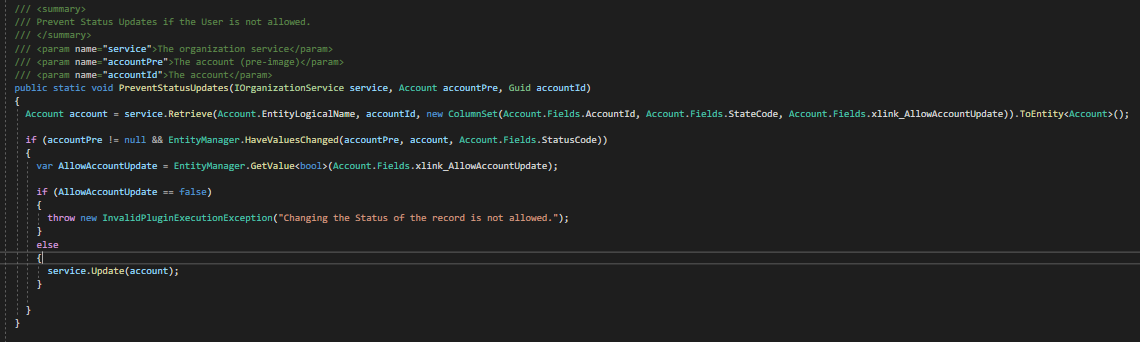 /// <summary>
/// Prevent Status Updates if the User is not allowed.
/// </summary>
/// <param name="service">The organization service</param>
/// <param name="accountPre">The account (pre-image)</param>
/// <param name="accountId">The account</param>
public static void PreventStatusUpdates(IOrganizationService service, Account accountPre, Guid accountId)
{
Account account = service.Retrieve(Account.EntityLogicalName, accountId, new ColumnSet(Account.Fields.AccountId, Account.Fields.StateCode, Account.Fields.xlink_AllowAccountUpdate)).ToEntity<Account>();
if (accountPre != null && EntityManager.HaveValuesChanged(accountPre, account, Account.Fields.StatusCode))
{
var AllowAccountUpdate = EntityManager.GetValue<bool>(Account.Fields.xlink_AllowAccountUpdate);
if (AllowAccountUpdate == false)
{
throw new InvalidPluginExecutionException("Changing the Status of the record is not allowed.");
}
else
{
service.Update(account);
}
}
}